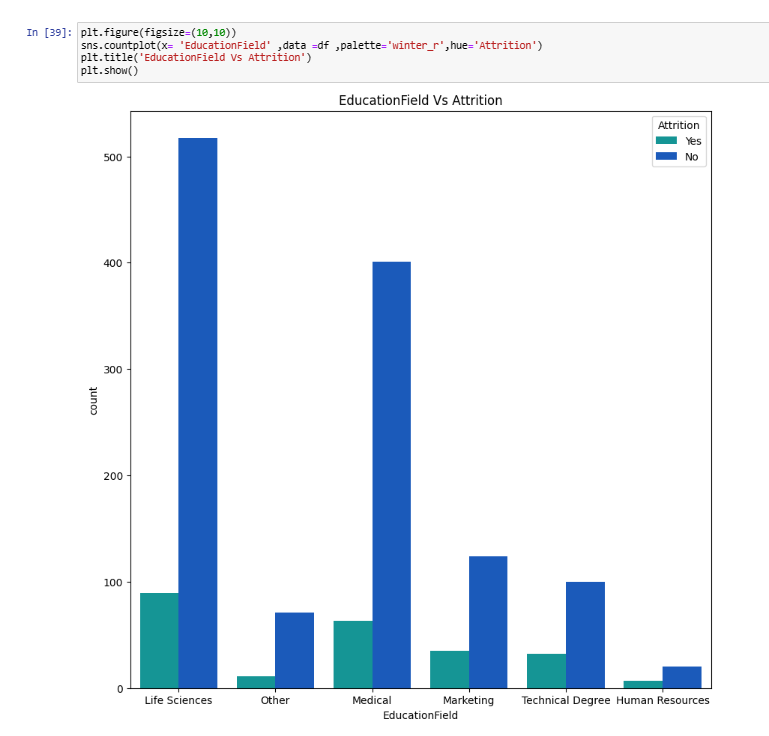 In [39]: plt.figure(figsize=(10,10))
sns.countplot(x= 'EducationField' ,data =df ,palette='winter_r',hue='Attrition')
plt.title('EducationField Vs Attrition')
plt.show()
EducationField Vs Attrition
Attrition
Yes
No
500
400
300
200
100
0
count
Life Sciences Other Medical Marketing Technical Degree Human Resources
EducationField